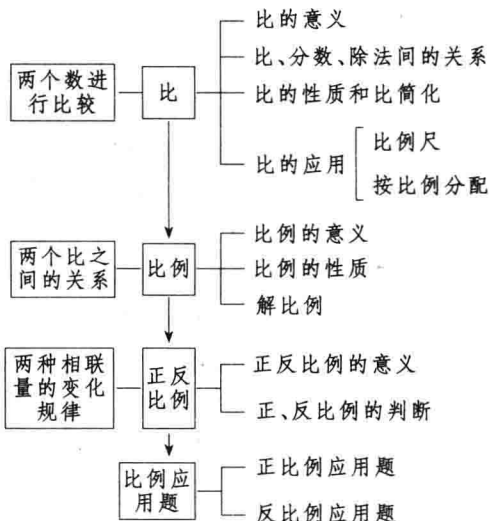 比的意义
比、分数、除法间的关系
两个数进
行比较
比
比的性质和比简化
比的应用
比例尺
按比例分配
两个比之
间的关系
比例
比例的意义
比例的性质
解比例
两种相联
量的变化
规律
正反
比例
正反比例的意义
正、反比例的判断
比例应
用题
正比例应用题
反比例应用题